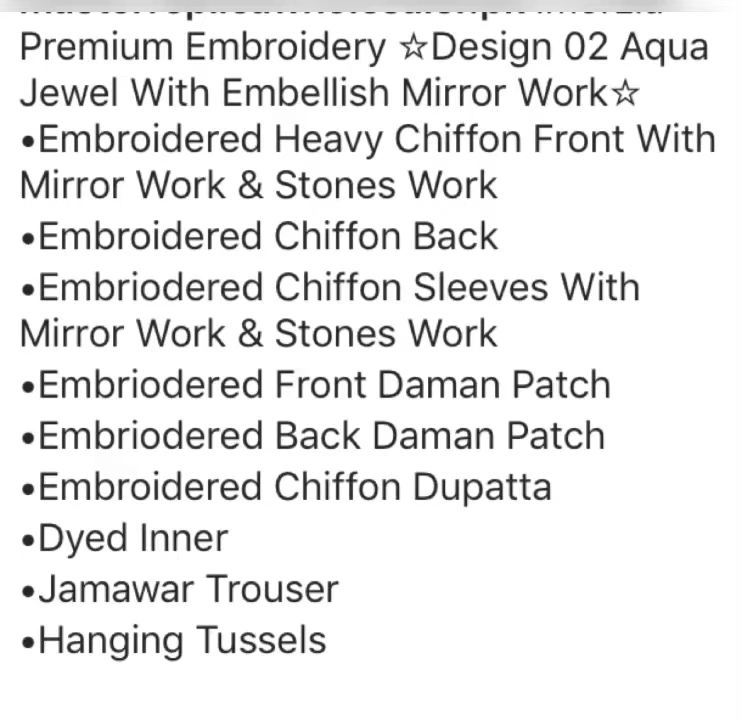 Premium Embroidery ☆Design 02 Aqua
Jewel With Embellish Mirror Work☆
•Embroidered Heavy Chiffon Front With
Mirror Work & Stones Work
•Embroidered Chiffon Back
•Embriodered Chiffon Sleeves With
Mirror Work & Stones Work
•Embriodered Front Daman Patch
•Embriodered Back Daman Patch
•Embroidered Chiffon Dupatta
•Dyed Inner
•Jamawar Trouser
•Hanging Tussels